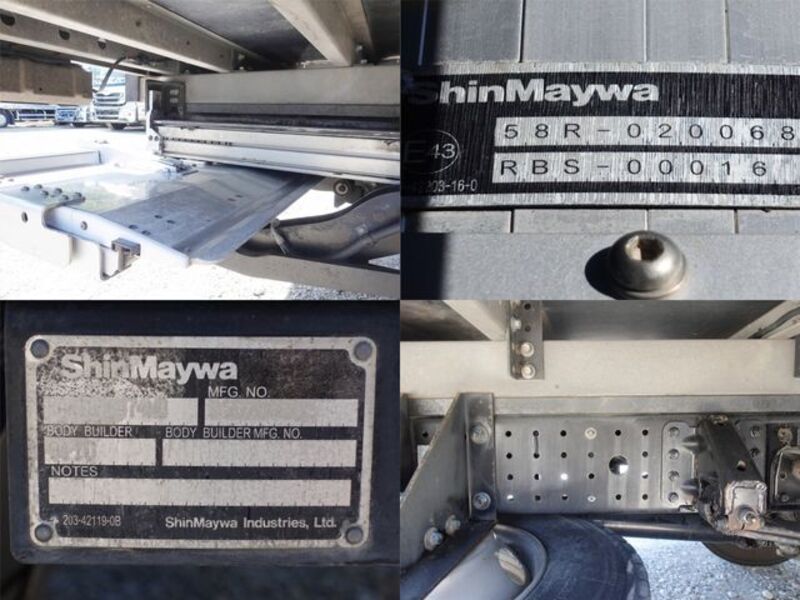 ShinMaywa
58R-020068
E43
RBS-00016
203-16-0
ShinMaywa
MFG. NO.
BODY BUILDER BODY BUILDER MFG. NO.
NOTES
203-42119-0B ShinMaywa Industries, Ltd.